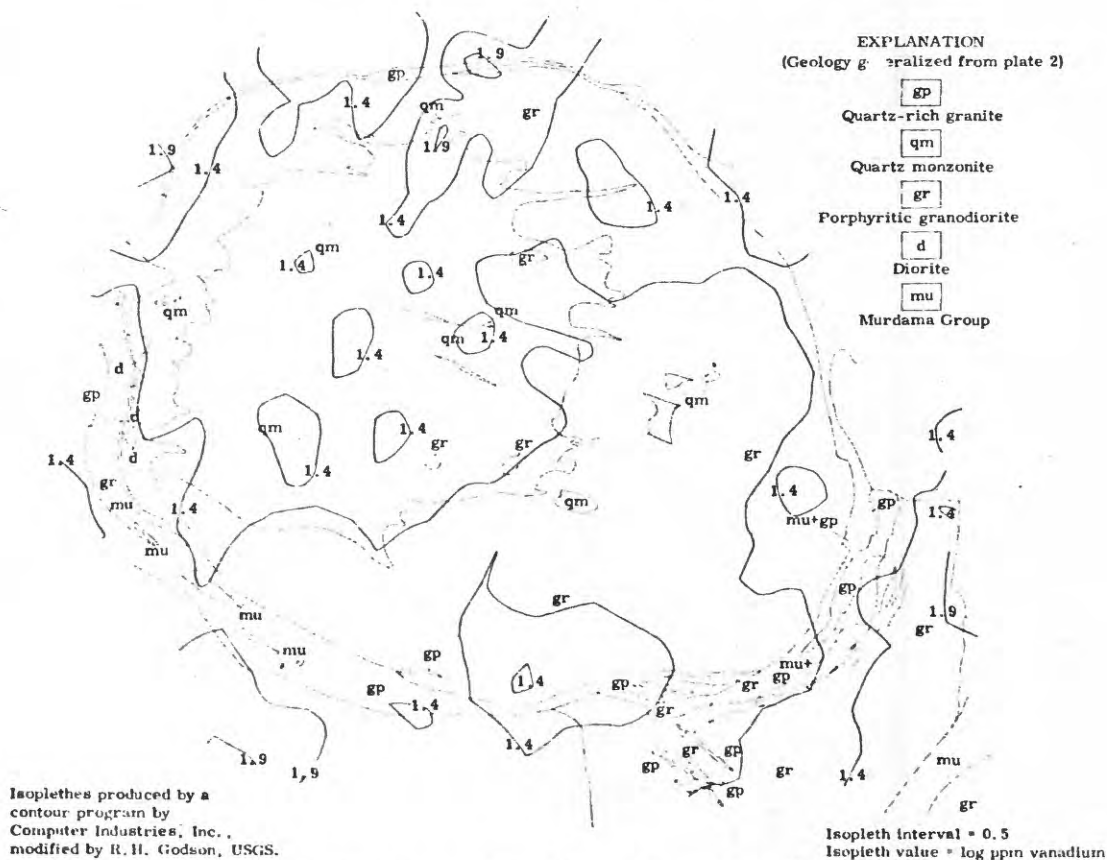 EXPLANATION
(Geology g eralized from plate 2)
gp
Quartz-rich granite
qm
Quartz monzonite
gr
Porphyritic granodiorite
d
Diorite
mu
Murdama Group
1.9
gp
1.4
qm
gr
1.9
1.9
1.4
1.4
1.4
1.4
qm
1.4
gr
1.4
qm
qm
qm
1.4
1.4
d
gp
qm
d
qm
1.4
gr
gr
gr
1.4
1.4
d
1.4
gr
1.4
mu
1.4
qm
mu+gp
gp
1.4
mu
gp
gr
1.9
gr
mu
mu
gp
mu+
gp
gp
1.4
gp
gr
1.4
gr
1.4
gr
gp
gp
gr
1.4
mu
gp
gr
1.9
1.9
Isoplethes produced by a
contour program by
Computer Industries, Inc.,
modified by R.H. Godson, USGS.
Isopleth interval = 0.5
Isopleth value = log ppm vanadium